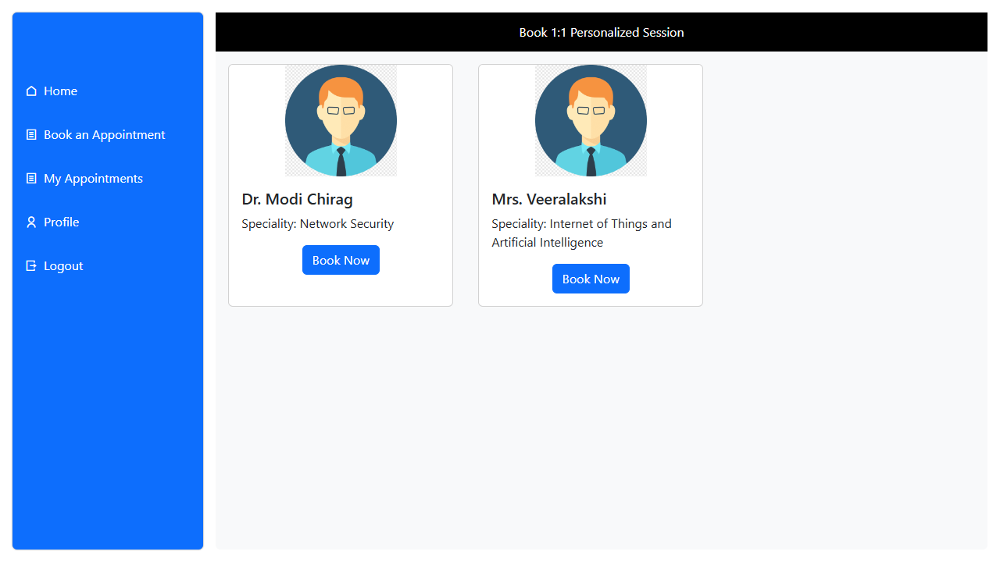 Home
Book an Appointment
My Appointments
Profile
Logout
Book 1:1 Personalized Session
Dr. Modi Chirag
Speciality: Network Security
Book Now
Mrs. Veeralakshi
Speciality: Internet of Things and
Artificial Intelligence
Book Now